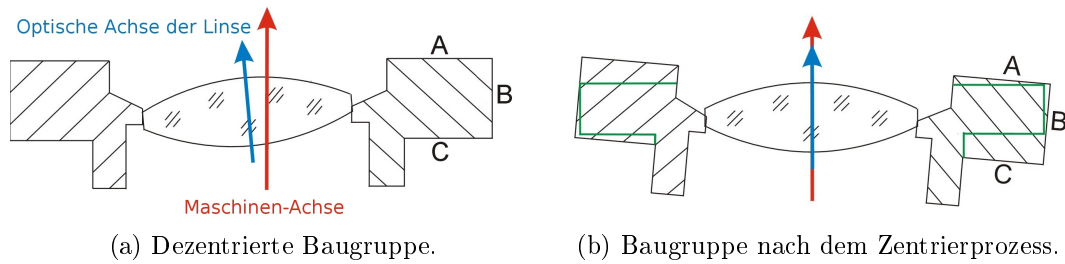 Optische Achse der Linse
A
B
C
Maschinen-Achse
(a) Dezentrierte Baugruppe.
A
B
C
(b) Baugruppe nach dem Zentrierprozess.